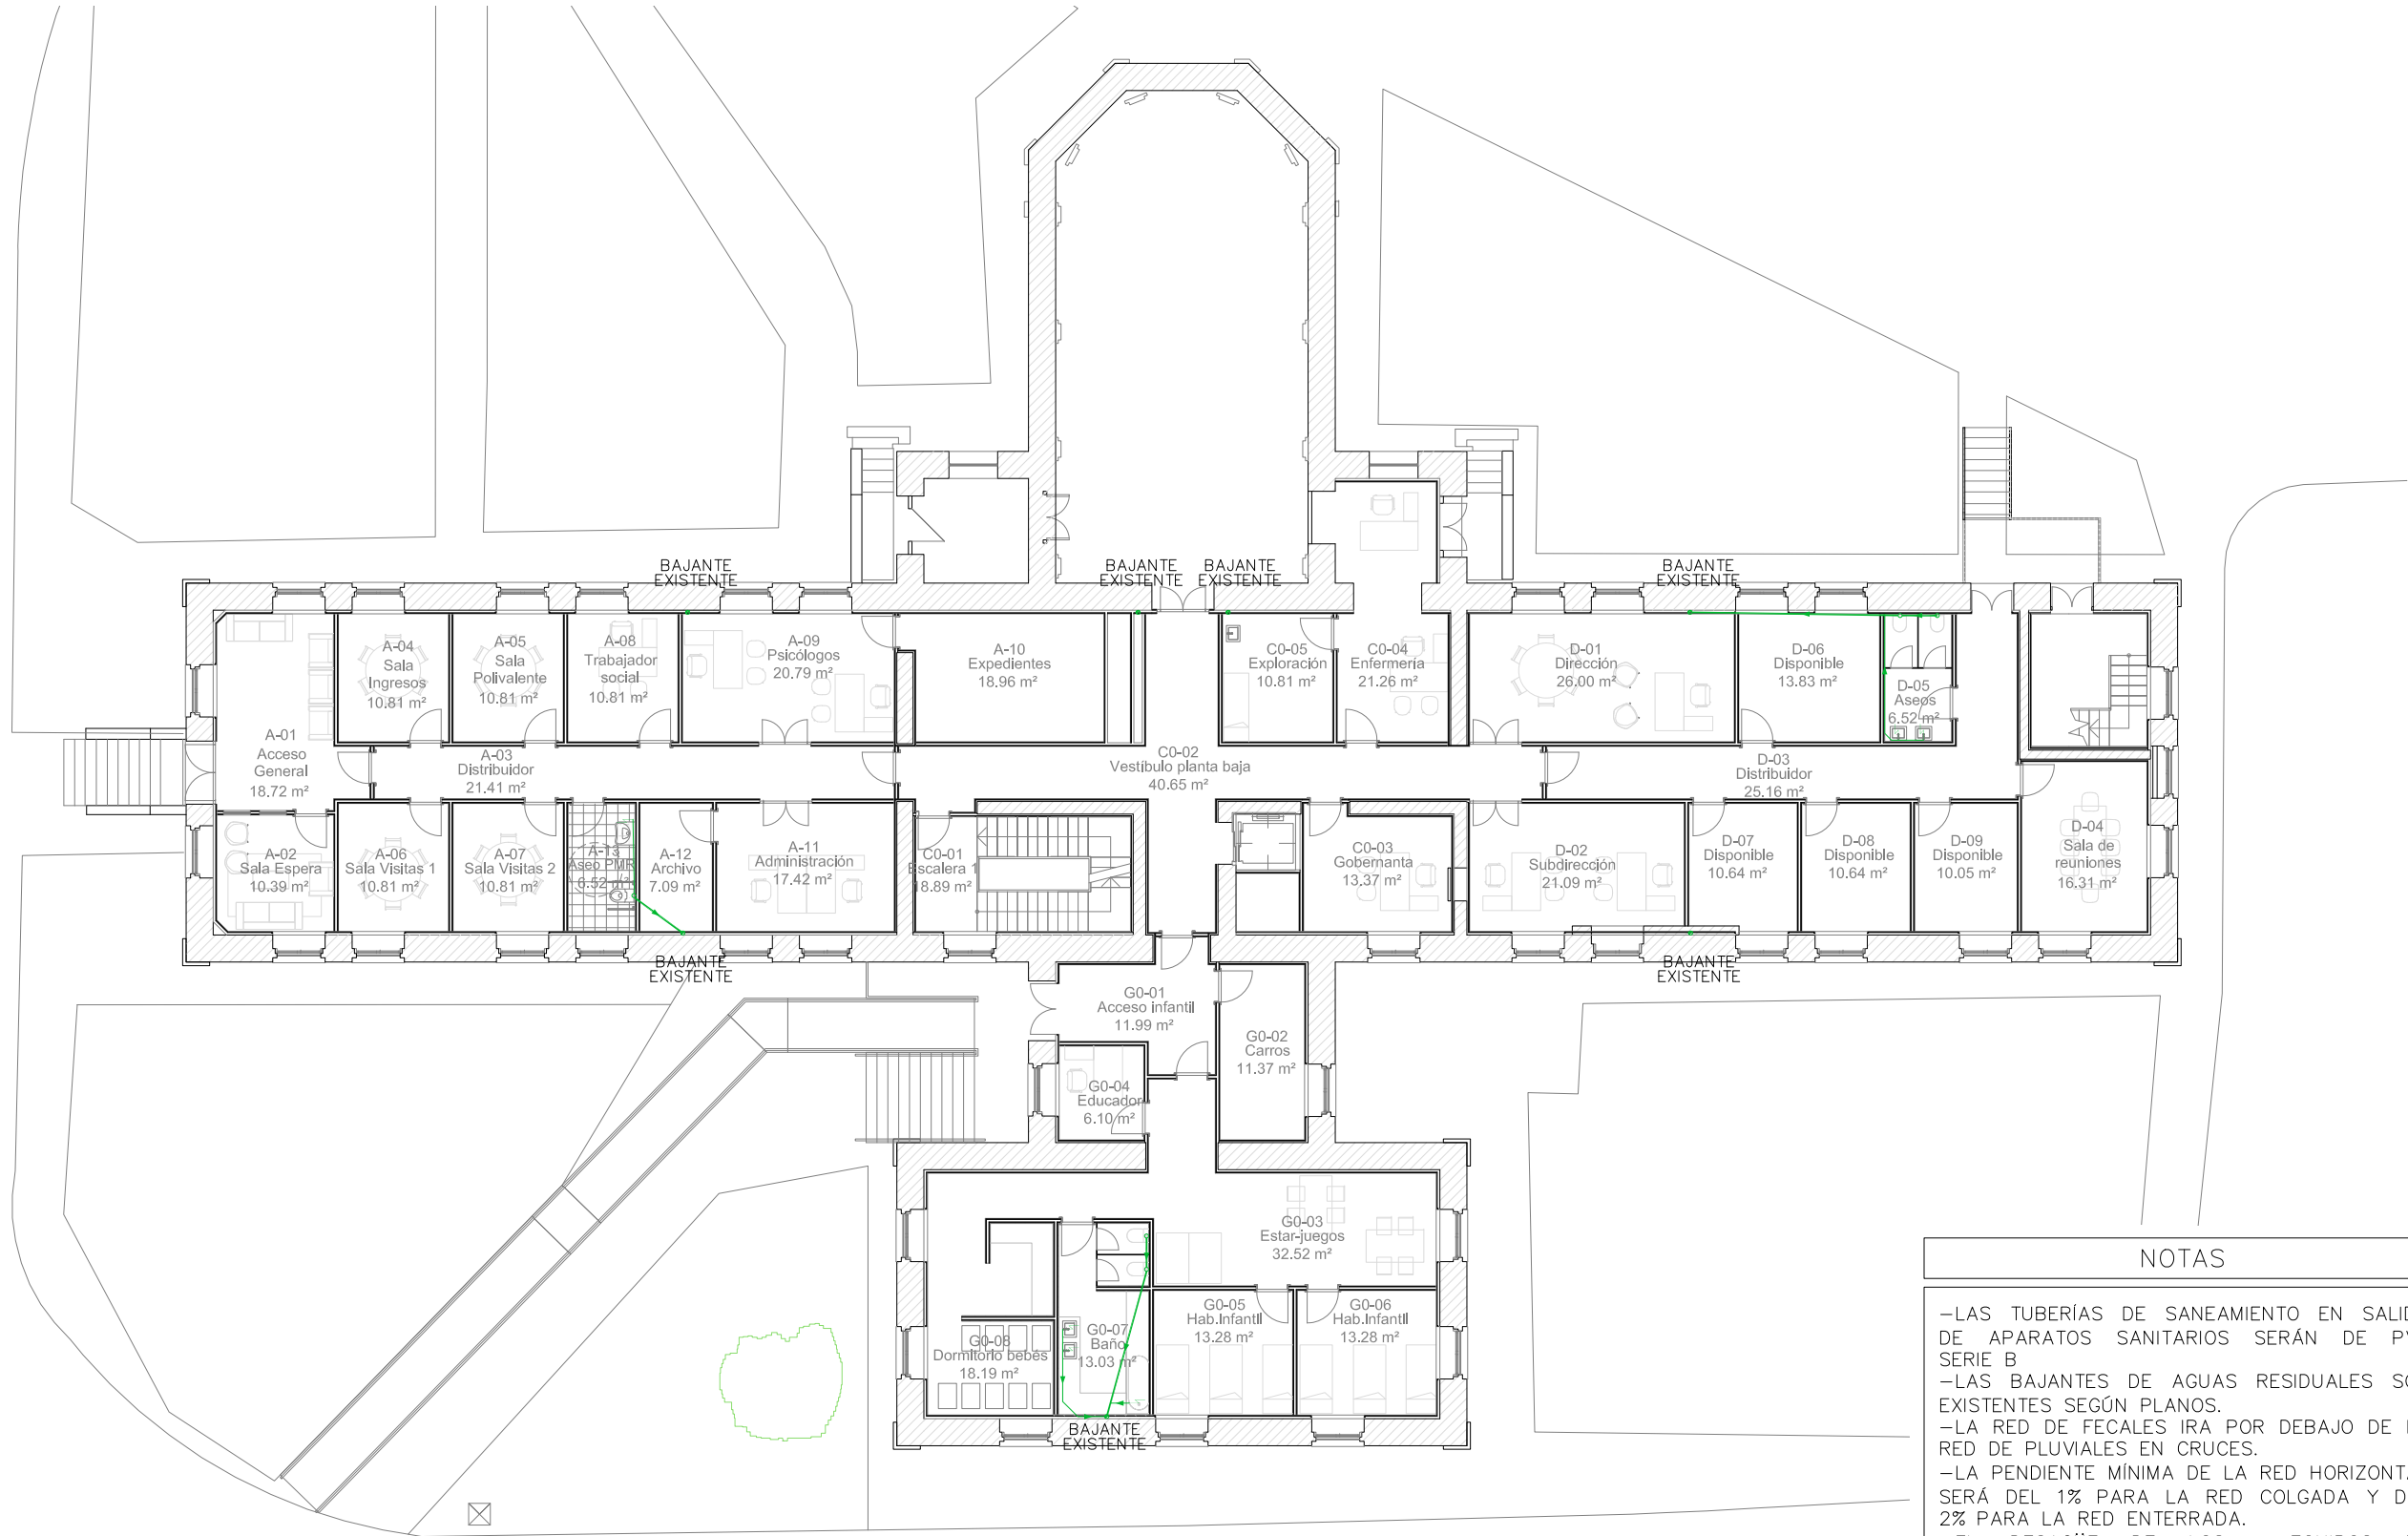 BAJANTE
EXISTENTE
BAJANTE
EXISTENTE
BAJANTE
EXISTENTE
BAJANTE
EXISTENTE
A-01
Acceso
General
18.72 m²
A-04
Sala
Ingresos
10.81 m²
A-05
Sala
Polivalente
10.81 m²
A-08
Trabajador
social
10.81 m²
A-09
Psicólogos
20.79 m²
A-10
Expedientes
18.96 m²
C0-05
Exploración
10.81 m²
C0-04
Enfermería
21.26 m²
D-01
Dirección
26.00 m²
D-06
Disponible
13.83 m²
D-05
Aseos
6.52 m²
A-03
Distribuidor
21.41 m²
C0-02
Vestíbulo planta baja
40.65 m²
D-03
Distribuidor
25.16 m²
A-02
Sala Espera
10.39 m²
A-06
Sala Visitas 1
10.81 m²
A-07
Sala Visitas 2
10.81 m²
A-13
Aseo PMR
6.52 m²
A-12
Archivo
7.09 m²
A-11
Administración
17.42 m²
C0-01
Escalera 1
18.89 m²
C0-03
Gobernanta
13.37 m²
D-02
Subdirección
21.09 m²
D-07
Disponible
10.64 m²
D-08
Disponible
10.64 m²
D-09
Disponible
10.05 m²
D-04
Sala de
reuniones
16.31 m²
BAJANTE
EXISTENTE
BAJANTE
EXISTENTE
G0-01
Acceso infantil
11.99 m²
G0-02
Carros
11.37 m²
G0-04
Educador
6.10 m²
G0-03
Estar-juegos
32.52 m²
G0-05
Hab.Infantil
13.28 m²
G0-06
Hab.Infantil
13.28 m²
G0-07
Baño
13.03 m²
G0-08
Dormitorio bebés
18.19 m²
BAJANTE
EXISTENTE
NOTAS
-LAS TUBERÍAS DE SANEAMIENTO EN
DE APARATOS SANITARIOS SERÁN DE
SERIE B
-LAS BAJANTES DE AGUAS RESIDUALES
EXISTENTES SEGÚN PLANOS.
-LA RED DE FECALES IRA POR DEBAJO DE
RED DE PLUVIALES EN CRUCES.
-LA PENDIENTE MÍNIMA DE LA RED
SERÁ DEL 1% PARA LA RED COLGADA Y
2% PARA LA RED ENTERRADA.